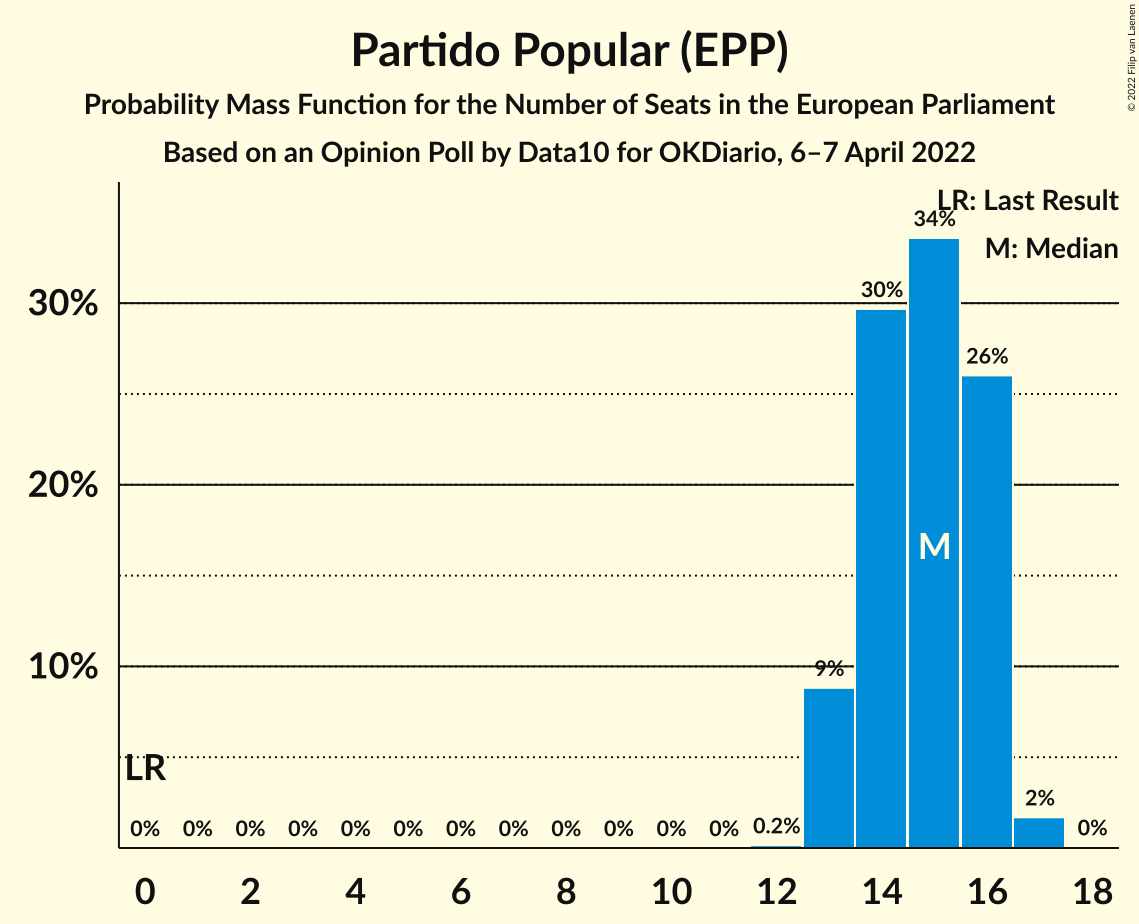 Partido Popular (EPP)
Probability Mass Function for the Number of Seats in the European Parliament
Based on an Opinion Poll by Data10 for OKDiario, 6–7 April 2022
© 2022 Filip van Laenen
LR: Last Result
M: Median
34%
30%
30%
26%
20%
M
10%
9%
LR
2%
0% 0% 0% 0% 0% 0% 0% 0% 0% 0% 0% 0% 0.2% 0%
0 2 4 6 8 10 12 14 16 18